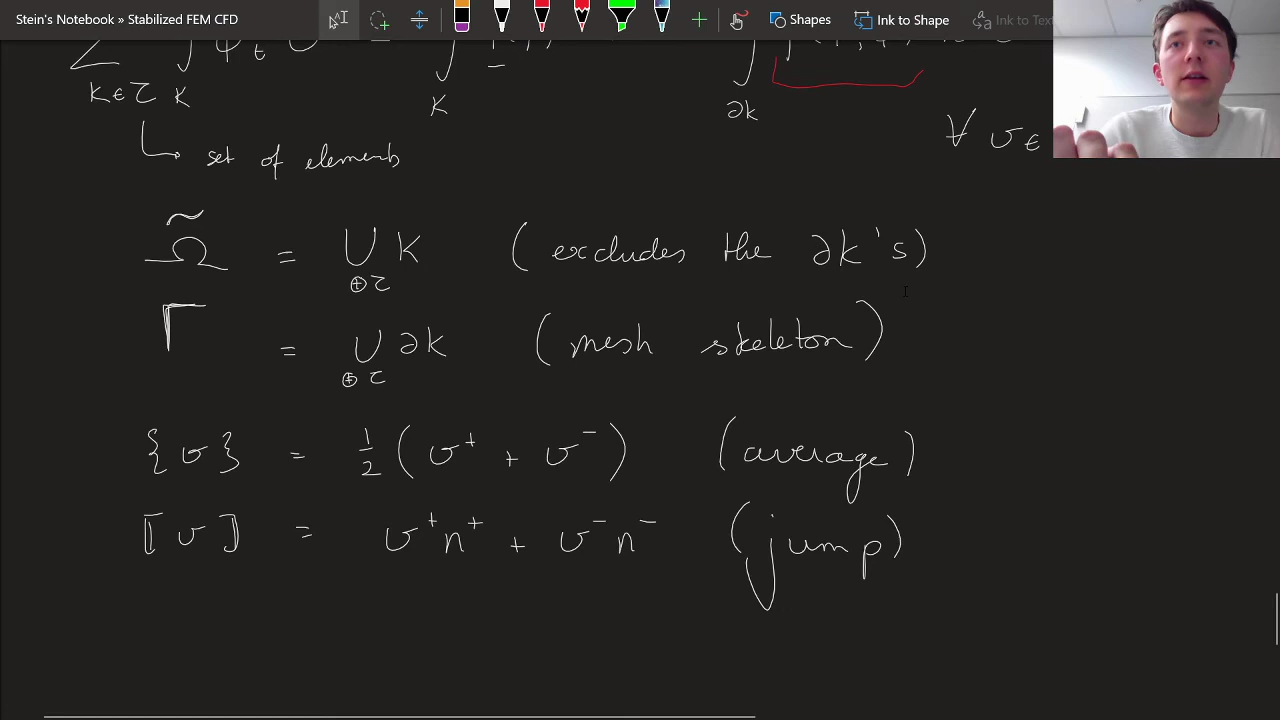 Stein's Notebook » Stabilized FEM CFD
Shapes Ink to Shape Ink to Text
K ∈ τ K K ∂K
∀ v ∈
set of elements
Ω̃ = ∪ K (excludes the ∂K's)
⊕τ
Γ = ∪ ∂K (mesh skeleton)
⊕τ
{v} = 1/2 (v⁺ + v⁻) (average)
⟦v⟧ = v⁺n⁺ + v⁻n⁻ (jump)